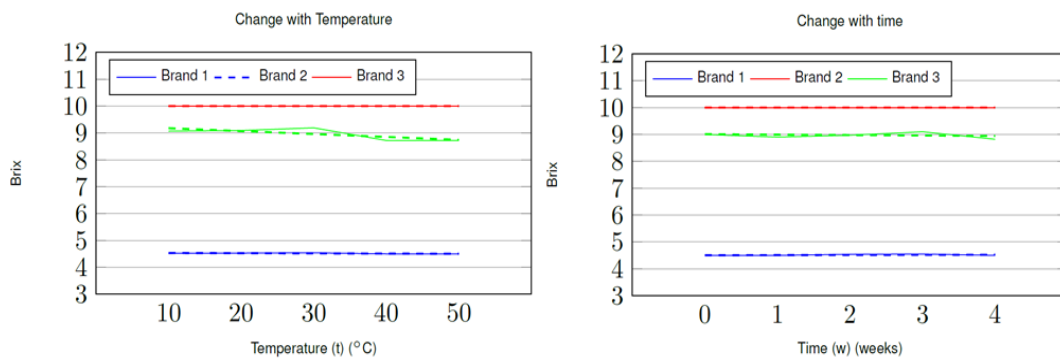 Change with Temperature
12
11
10
9
8
7
6
5
4
3
Brix
Brand 1 Brand 2 Brand 3
10 20 30 40 50
Temperature (t) (°C)
Change with time
12
11
10
9
8
7
6
5
4
3
Brix
Brand 1 Brand 2 Brand 3
0 1 2 3 4
Time (w) (weeks)